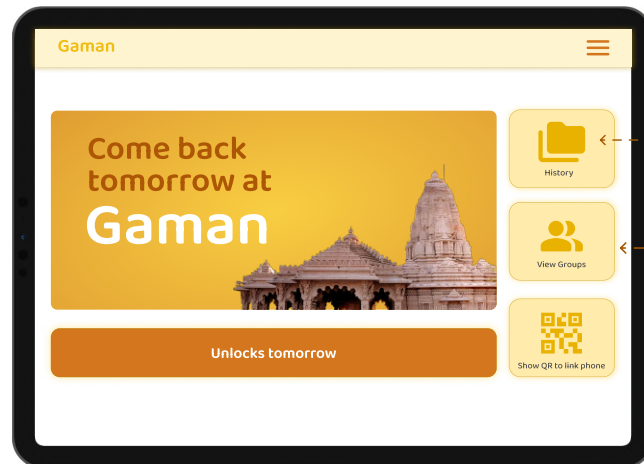 Gaman
Come back
tomorrow at
Gaman
Unlocks tomorrow
History
View Groups
Show QR to link phone